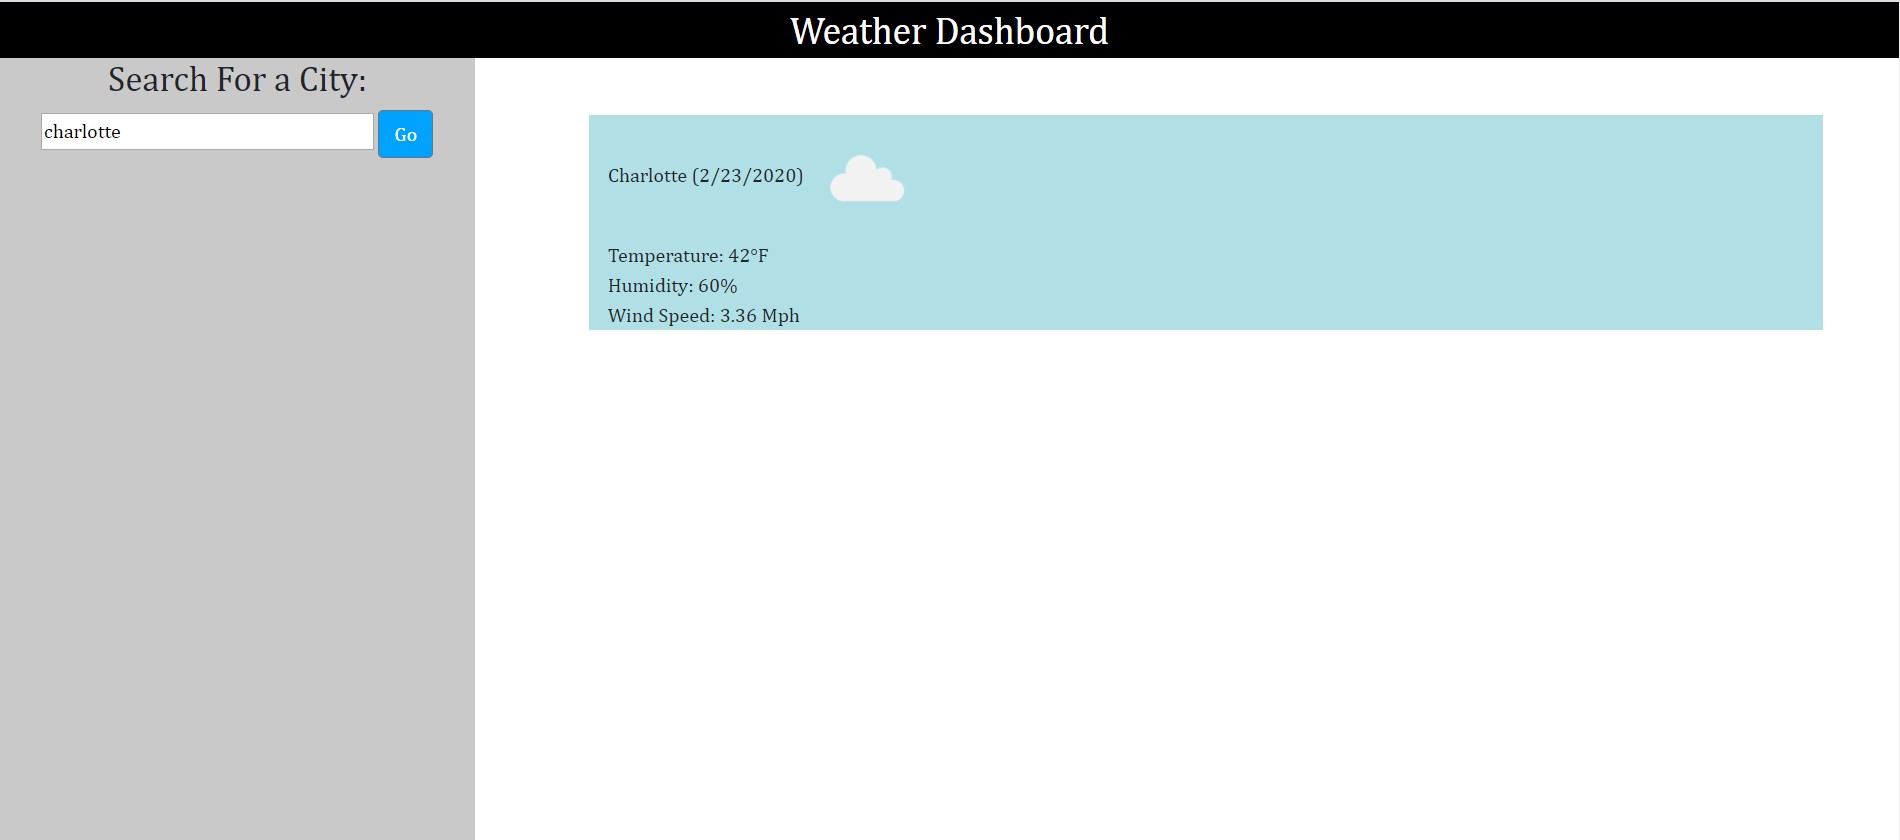 Weather Dashboard
Search For a City:
charlotte
Go
Charlotte (2/23/2020)
Temperature: 42°F
Humidity: 60%
Wind Speed: 3.36 Mph